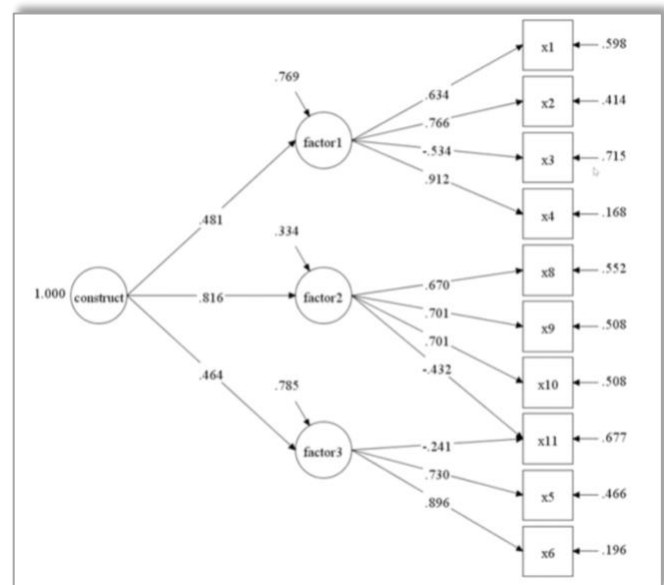 x1
.598
.769
.634
x2
.414
.766
factor1
-.534
x3
.715
.912
x4
.168
.481
.334
.670
x8
.552
1.000
construct
.816
factor2
.701
x9
.508
.701
x10
.508
.464
-.432
.785
-.241
x11
.677
factor3
.730
x5
.466
.896
x6
.196